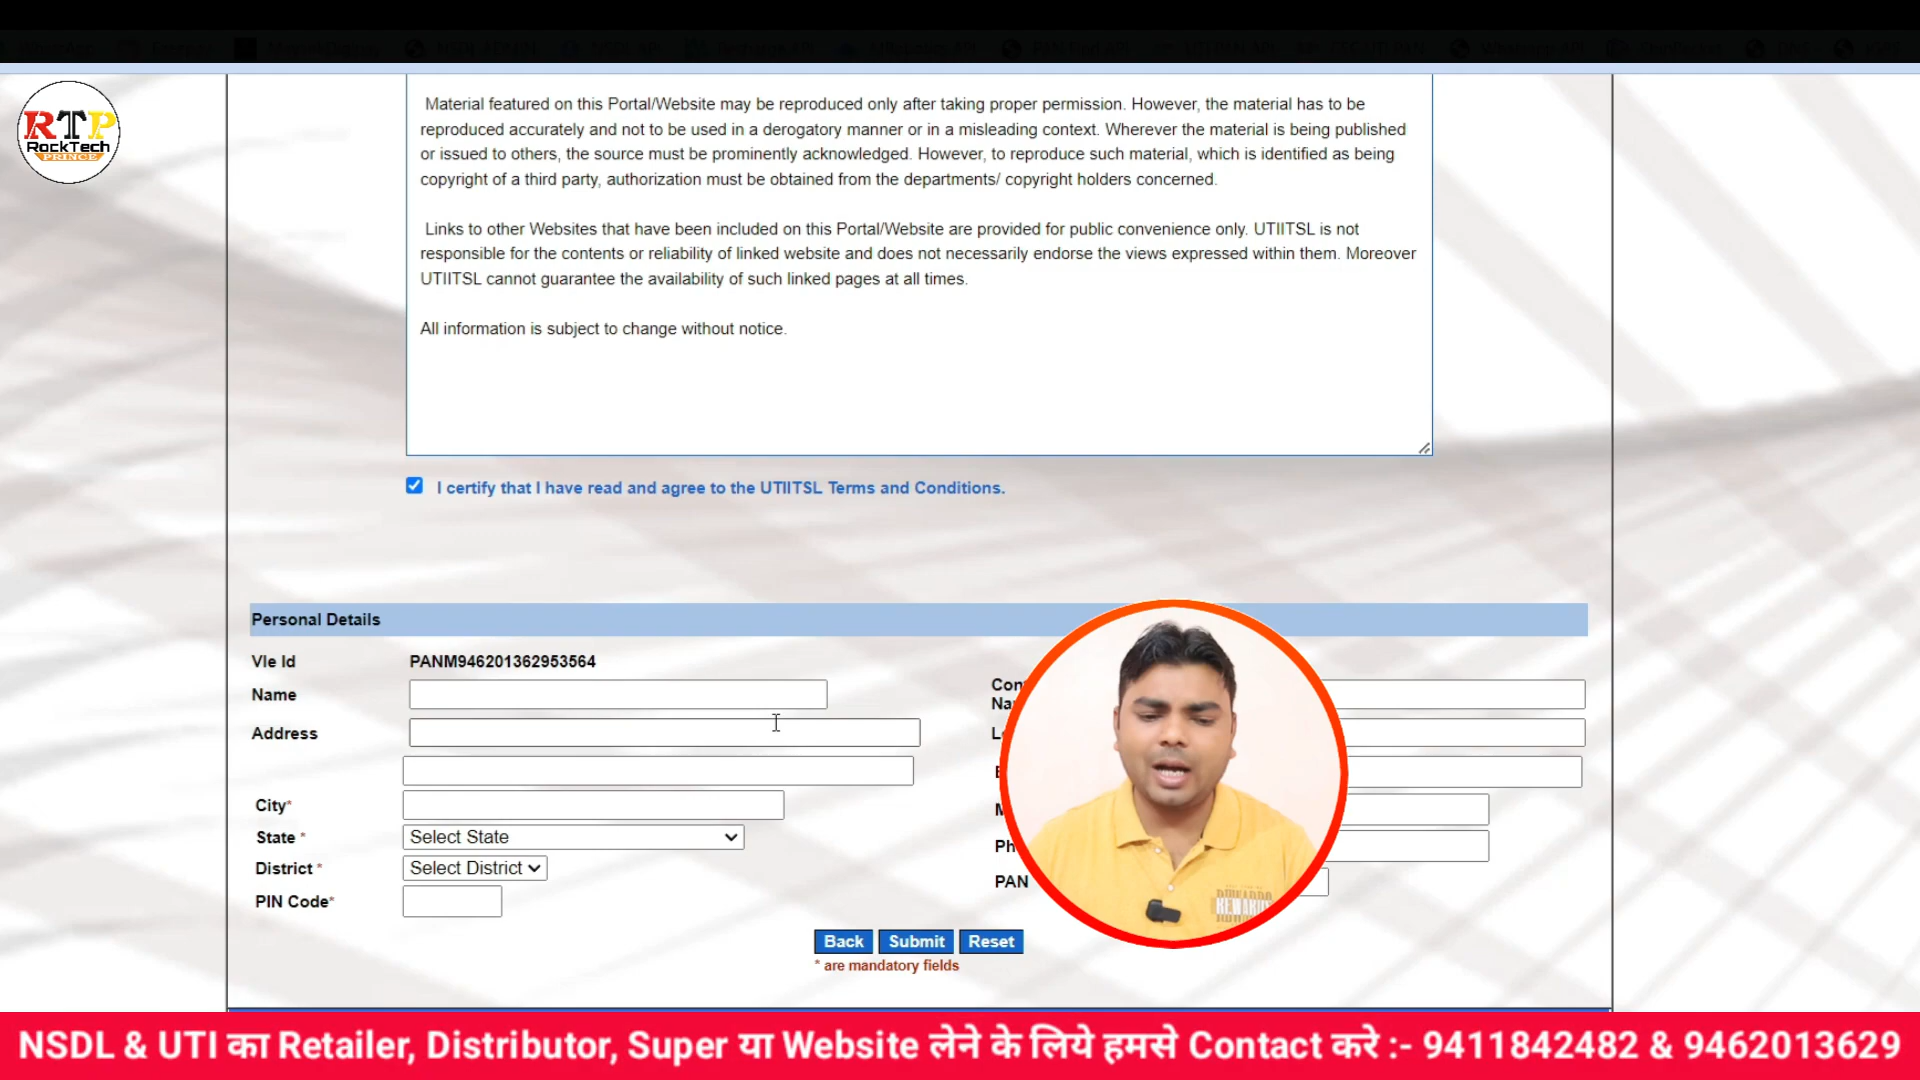 RTP
RockTech
PRINCE
Material featured on this Portal/Website may be reproduced only after taking proper permission. However, the material has to be
reproduced accurately and not to be used in a derogatory manner or in a misleading context. Wherever the material is being published
or issued to others, the source must be prominently acknowledged. However, to reproduce such material, which is identified as being
copyright of a third party, authorization must be obtained from the departments/ copyright holders concerned.
Links to other Websites that have been included on this Portal/Website are provided for public convenience only. UTIITSL is not
responsible for the contents or reliability of linked website and does not necessarily endorse the views expressed within them. Moreover
UTIITSL cannot guarantee the availability of such linked pages at all times.
All information is subject to change without notice.
I certify that I have read and agree to the UTIITSL Terms and Conditions.
Personal Details
Vle Id PANM946201362953564
Name
Address
City*
State * Select State
District * Select District
PIN Code*
PAN
Back Submit Reset
* are mandatory fields
REWARDS
NSDL & UTI का Retailer, Distributor, Super या Website लेने के लिये हमसे Contact करे :- 9411842482 & 9462013629